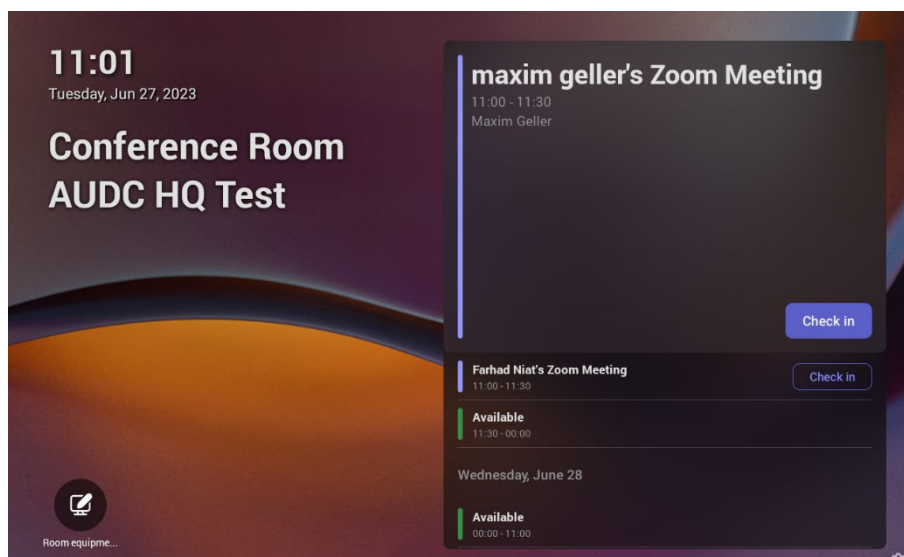 11:01
Tuesday, Jun 27, 2023
Conference Room
AUDC HQ Test
Room equipme...
maxim geller's Zoom Meeting
11:00 - 11:30
Maxim Geller
Check in
Farhad Niat's Zoom Meeting
11:00 - 11:30
Check in
Available
11:30 - 00:00
Wednesday, June 28
Available
00:00 - 11:00